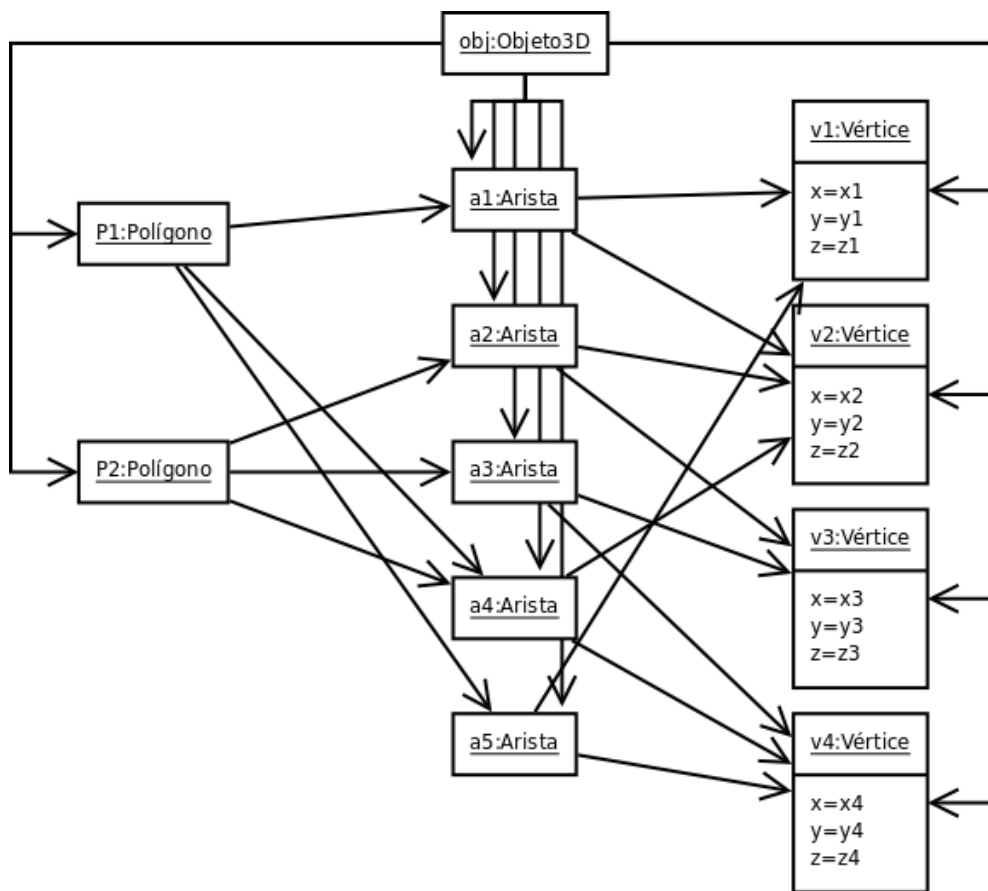 obj:Objeto3D
v1:Vértice
x=x1
y=y1
z=z1
a1:Arista
P1:Polígono
a2:Arista
v2:Vértice
x=x2
y=y2
z=z2
P2:Polígono
a3:Arista
v3:Vértice
x=x3
y=y3
z=z3
a4:Arista
a5:Arista
v4:Vértice
x=x4
y=y4
z=z4